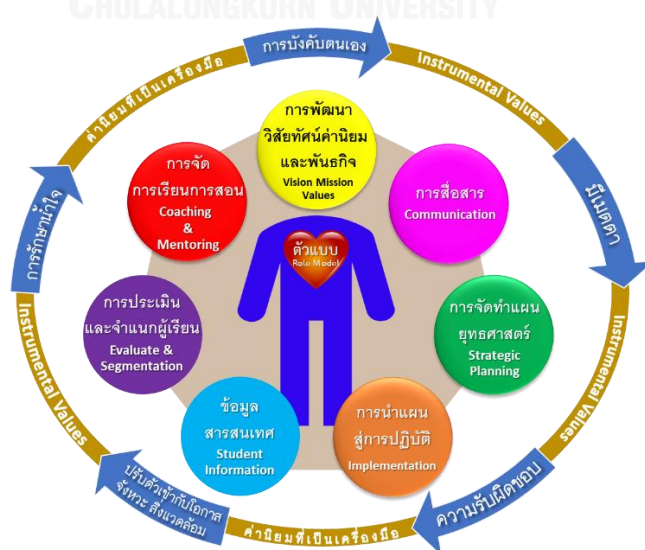 CHULALONGKORN UNIVERSITY
การบังคับตนเอง
Instrumental Values
มีเมตตา
Instrumental Values
ความรับผิดชอบ
ค่านิยมที่เป็นเครื่องมือ
ปรับตัวเข้ากับโอกาส
จังหวะ สิ่งแวดล้อม
Instrumental Values
การรักษาน้ำใจ
ค่านิยมที่เป็นเครื่องมือ
การพัฒนา
วิสัยทัศน์ค่านิยม
และพันธกิจ
Vision Mission
Values
การสื่อสาร
Communication
การจัดทำแผน
ยุทธศาสตร์
Strategic
Planning
การนำแผน
สู่การปฏิบัติ
Implementation
ข้อมูล
สารสนเทศ
Student
Information
การประเมิน
และจำแนกผู้เรียน
Evaluate &
Segmentation
การจัด
การเรียนการสอน
Coaching
&
Mentoring
ตัวแบบ
Role Model